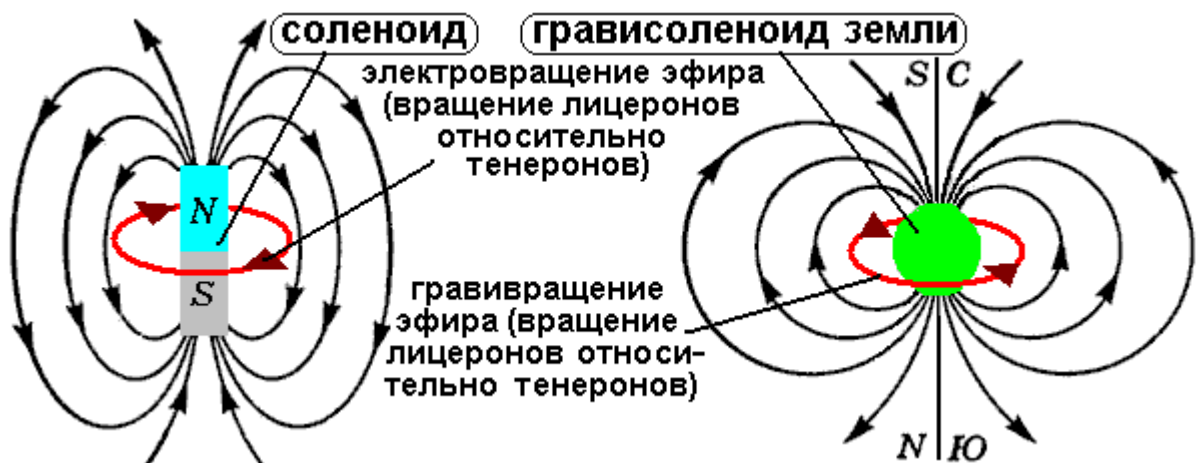 соленоид
грависоленоид земли
электровращение эфира
(вращение лицеронов
относительно
тенеронов)
S C
N
S
гравивращение
эфира (вращение
лицеронов относи-
тельно тенеронов)
N Ю